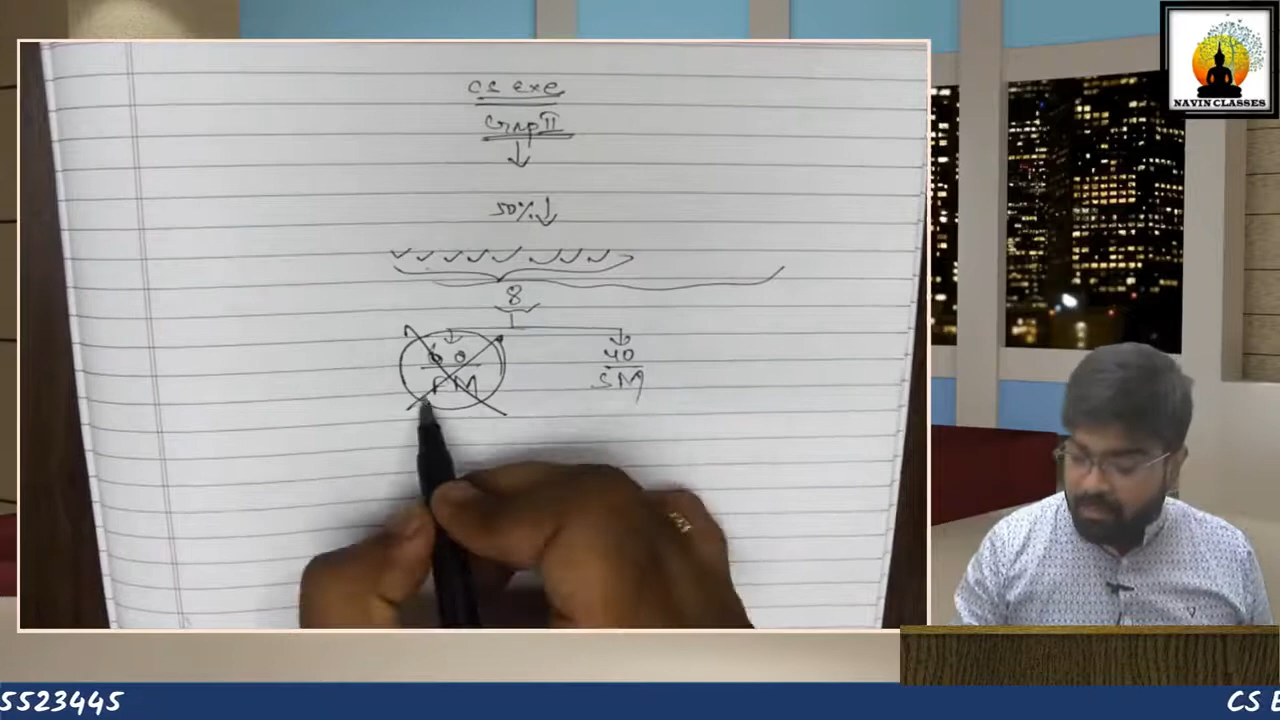 CS Exe
Grp II
50%
8
60 40
FM SM
NAVIN CLASSES
5523445 CS E